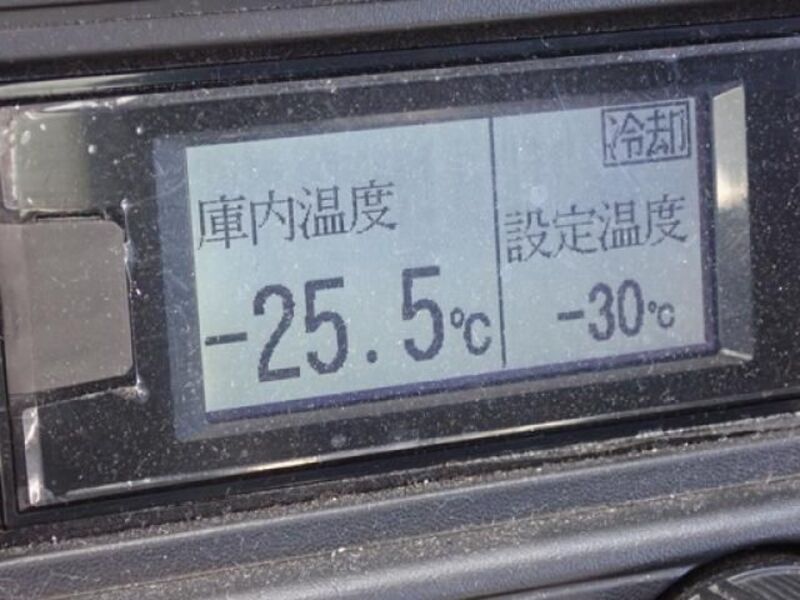 庫内温度
-25.5℃
冷却
設定温度
-30℃